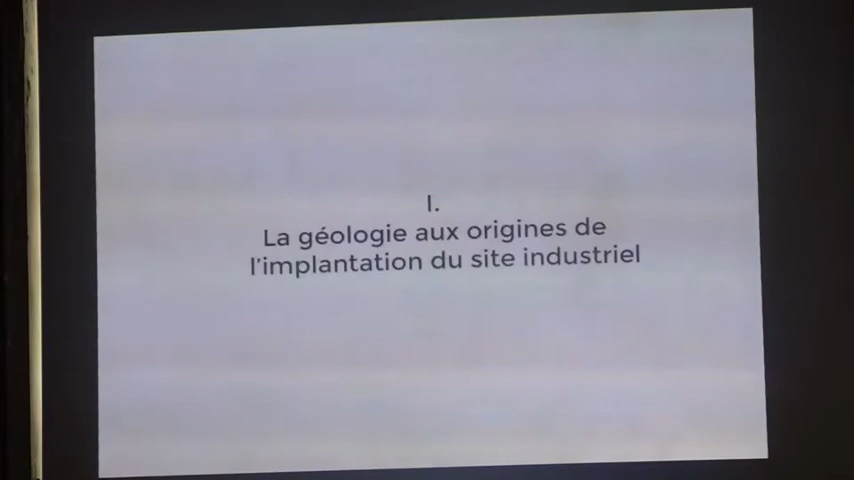 I.
La géologie aux origines de
l'implantation du site industriel